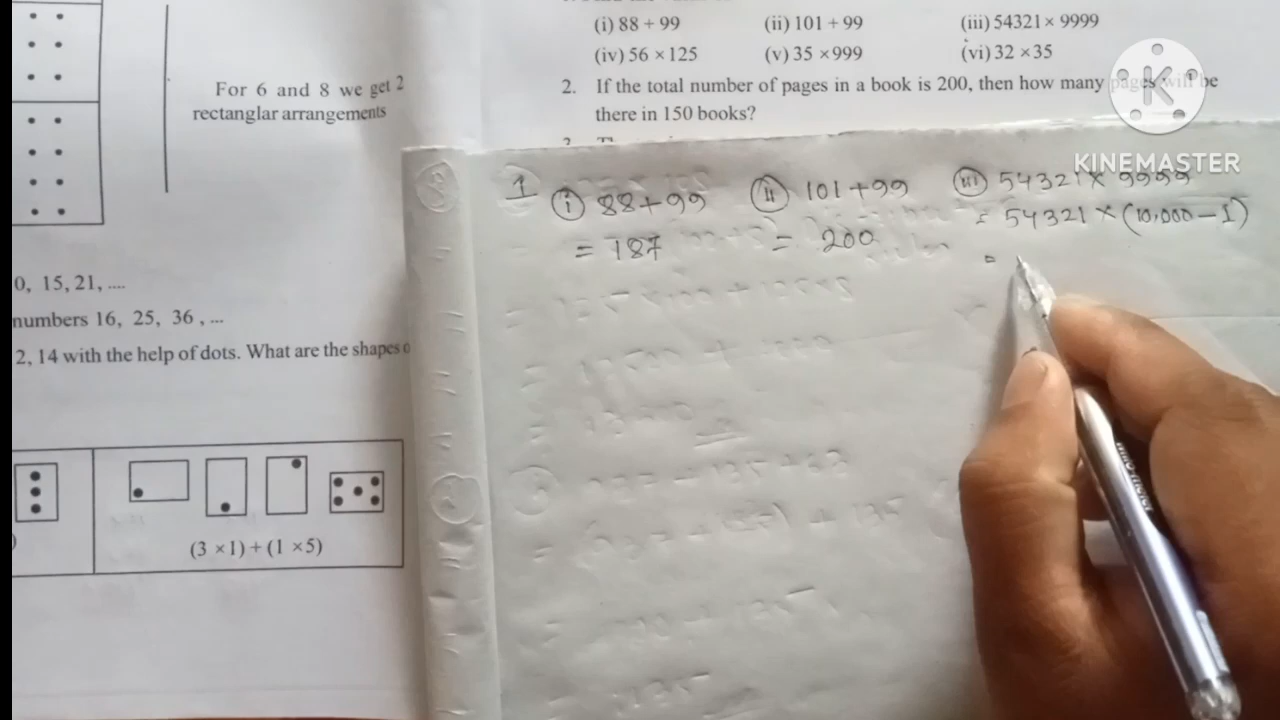 (i) 88 + 99 (ii) 101 + 99 (iii) 54321 × 9999
(iv) 56 × 125 (v) 35 ×999 (vi) 32 ×35
2. If the total number of pages in a book is 200, then how many pages will be
there in 150 books?
For 6 and 8 we get 2
rectanglar arrangements
KINEMASTER
1 (i) 88+99 (ii) 101+99 (iii) 54321 × 9999
= 187 = 200 = 54321 × (10,000 – 1)
=
0, 15, 21, ....
numbers 16, 25, 36 , ...
2, 14 with the help of dots. What are the shapes
(3 ×1) + (1 ×5)